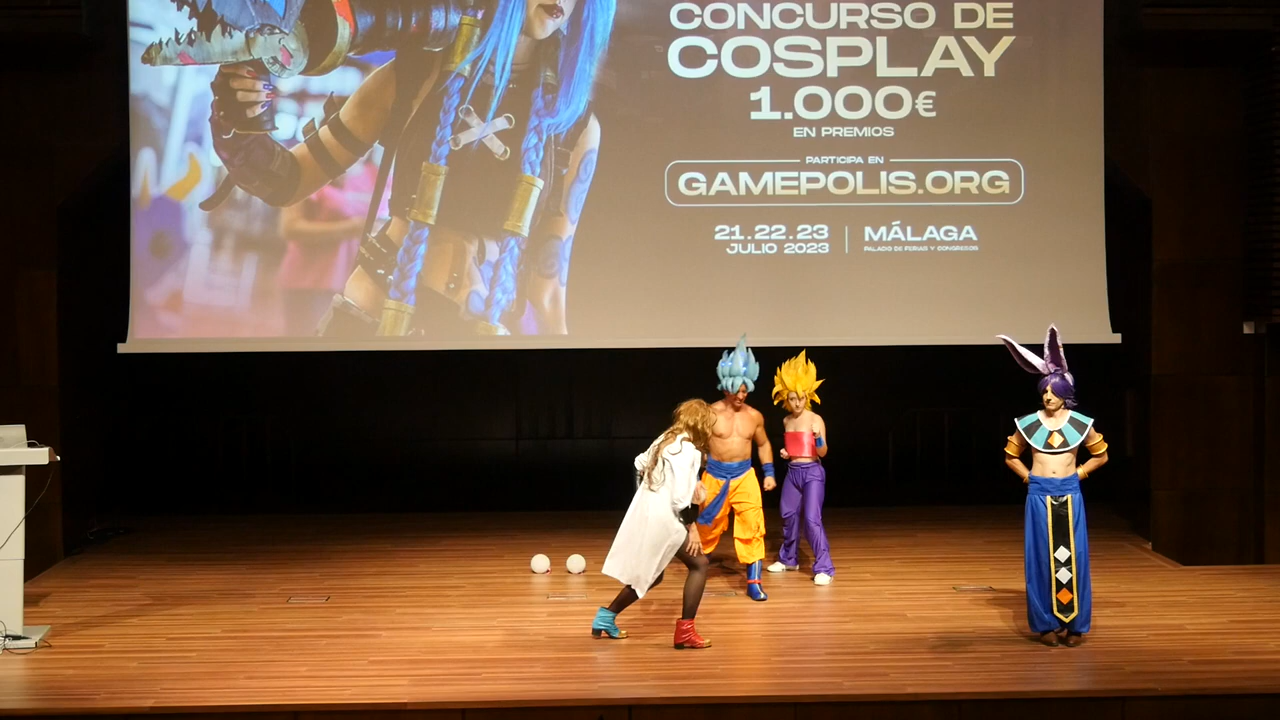 CONCURSO DE
COSPLAY
1.000€
EN PREMIOS
PARTICIPA EN
GAMEPOLIS.ORG
21.22.23
JULIO 2023
MÁLAGA
PALACIO DE FERIAS Y CONGRESOS